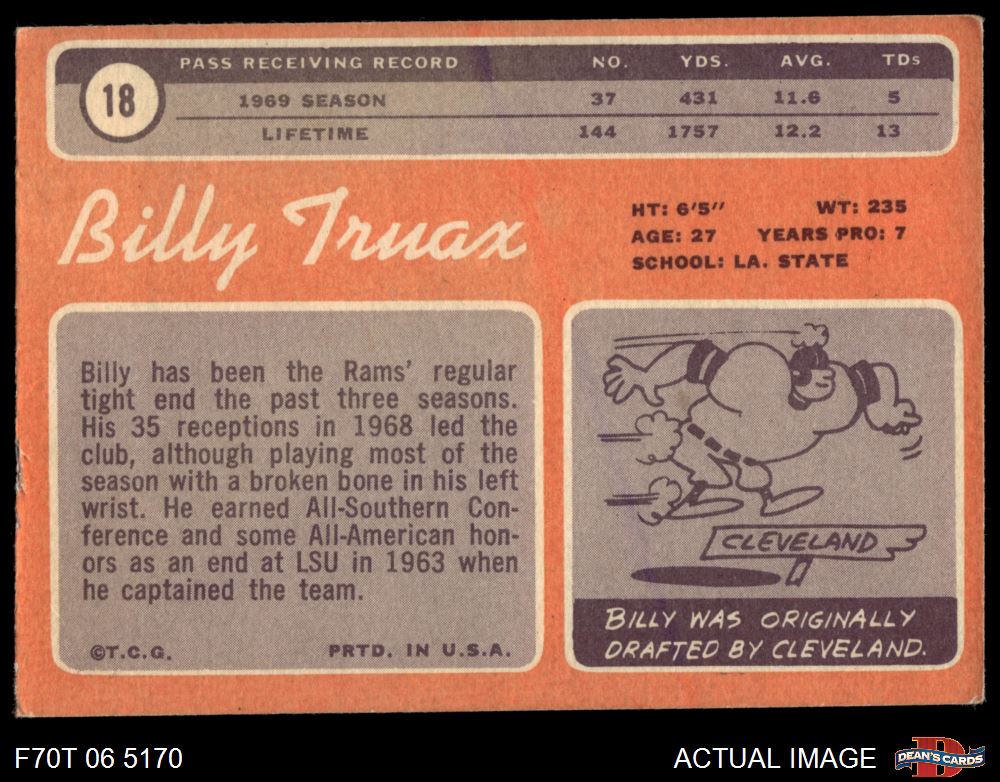 18
PASS RECEIVING RECORD NO. YDS. AVG. TDs
1969 SEASON 37 431 11.6 5
LIFETIME 144 1757 12.2 13
Billy Truax
HT: 6'5" WT: 235
AGE: 27 YEARS PRO: 7
SCHOOL: LA. STATE
Billy has been the Rams' regular
tight end the past three seasons.
His 35 receptions in 1968 led the
club, although playing most of the
season with a broken bone in his left
wrist. He earned All-Southern Con-
ference and some All-American hon-
ors as an end at LSU in 1963 when
he captained the team.
©T.C.G. PRTD. IN U.S.A.
CLEVELAND
BILLY WAS ORIGINALLY
DRAFTED BY CLEVELAND.
F70T 06 5170
ACTUAL IMAGE
D
DEAN'S CARDS